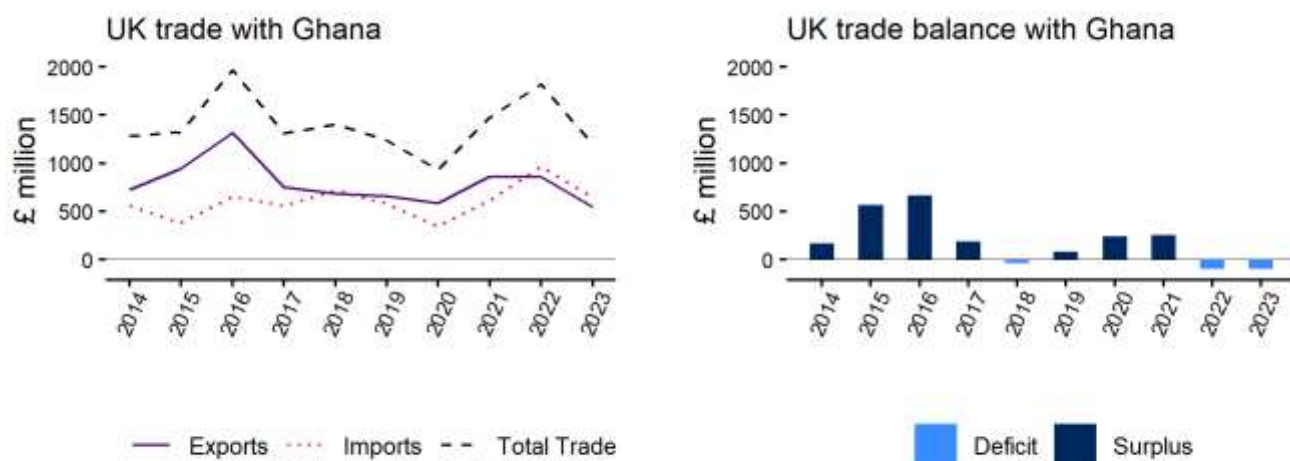 UK trade with Ghana
2000
1500
1000
500
0
£ million
2014 2015 2016 2017 2018 2019 2020 2021 2022 2023
Exports Imports Total Trade
UK trade balance with Ghana
2000
1500
1000
500
0
£ million
2014 2015 2016 2017 2018 2019 2020 2021 2022 2023
Deficit Surplus